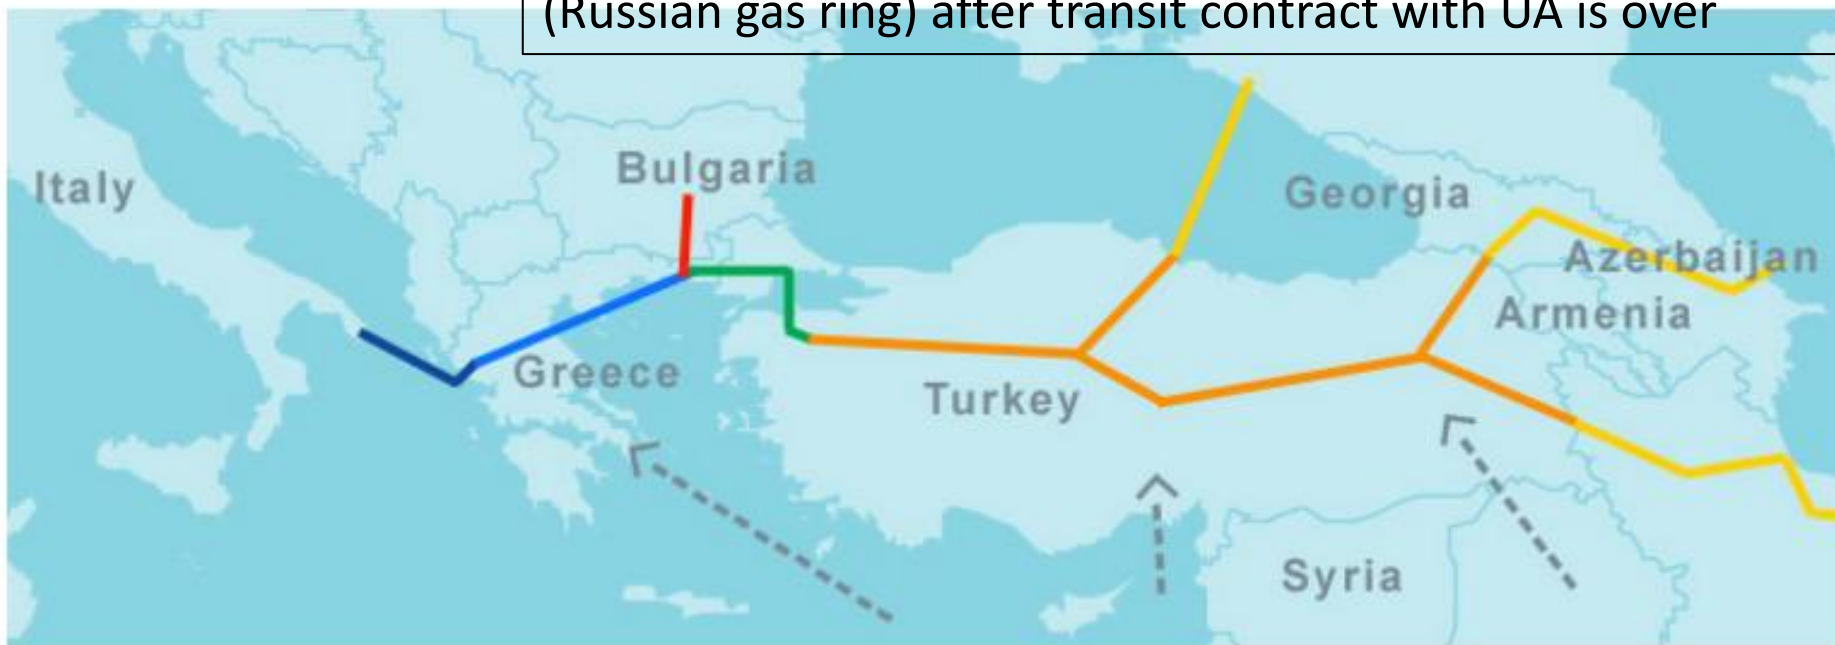 (Russian gas ring) after transit contract with UA is over
Bulgaria
Italy
Georgia
Azerbaijan
Armenia
Greece
Turkey
Syria